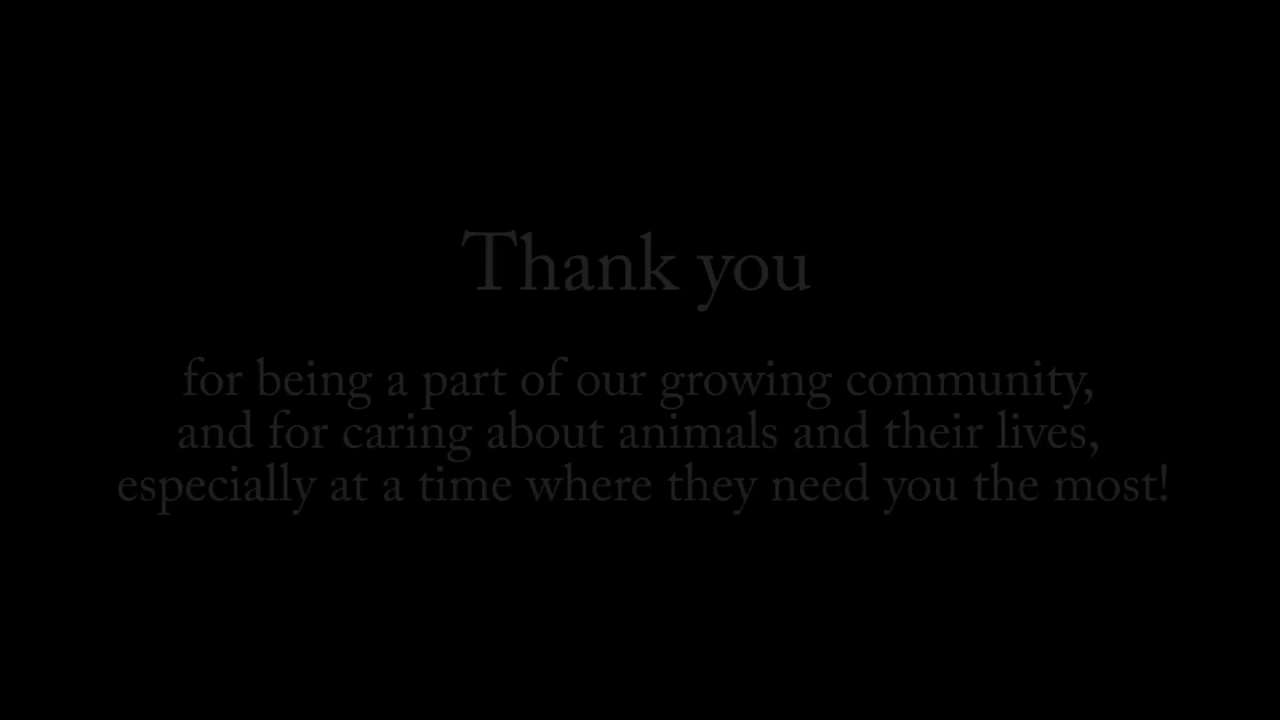 Thank you
for being a part of our growing community,
and for caring about animals and their lives,
especially at a time where they need you the most!